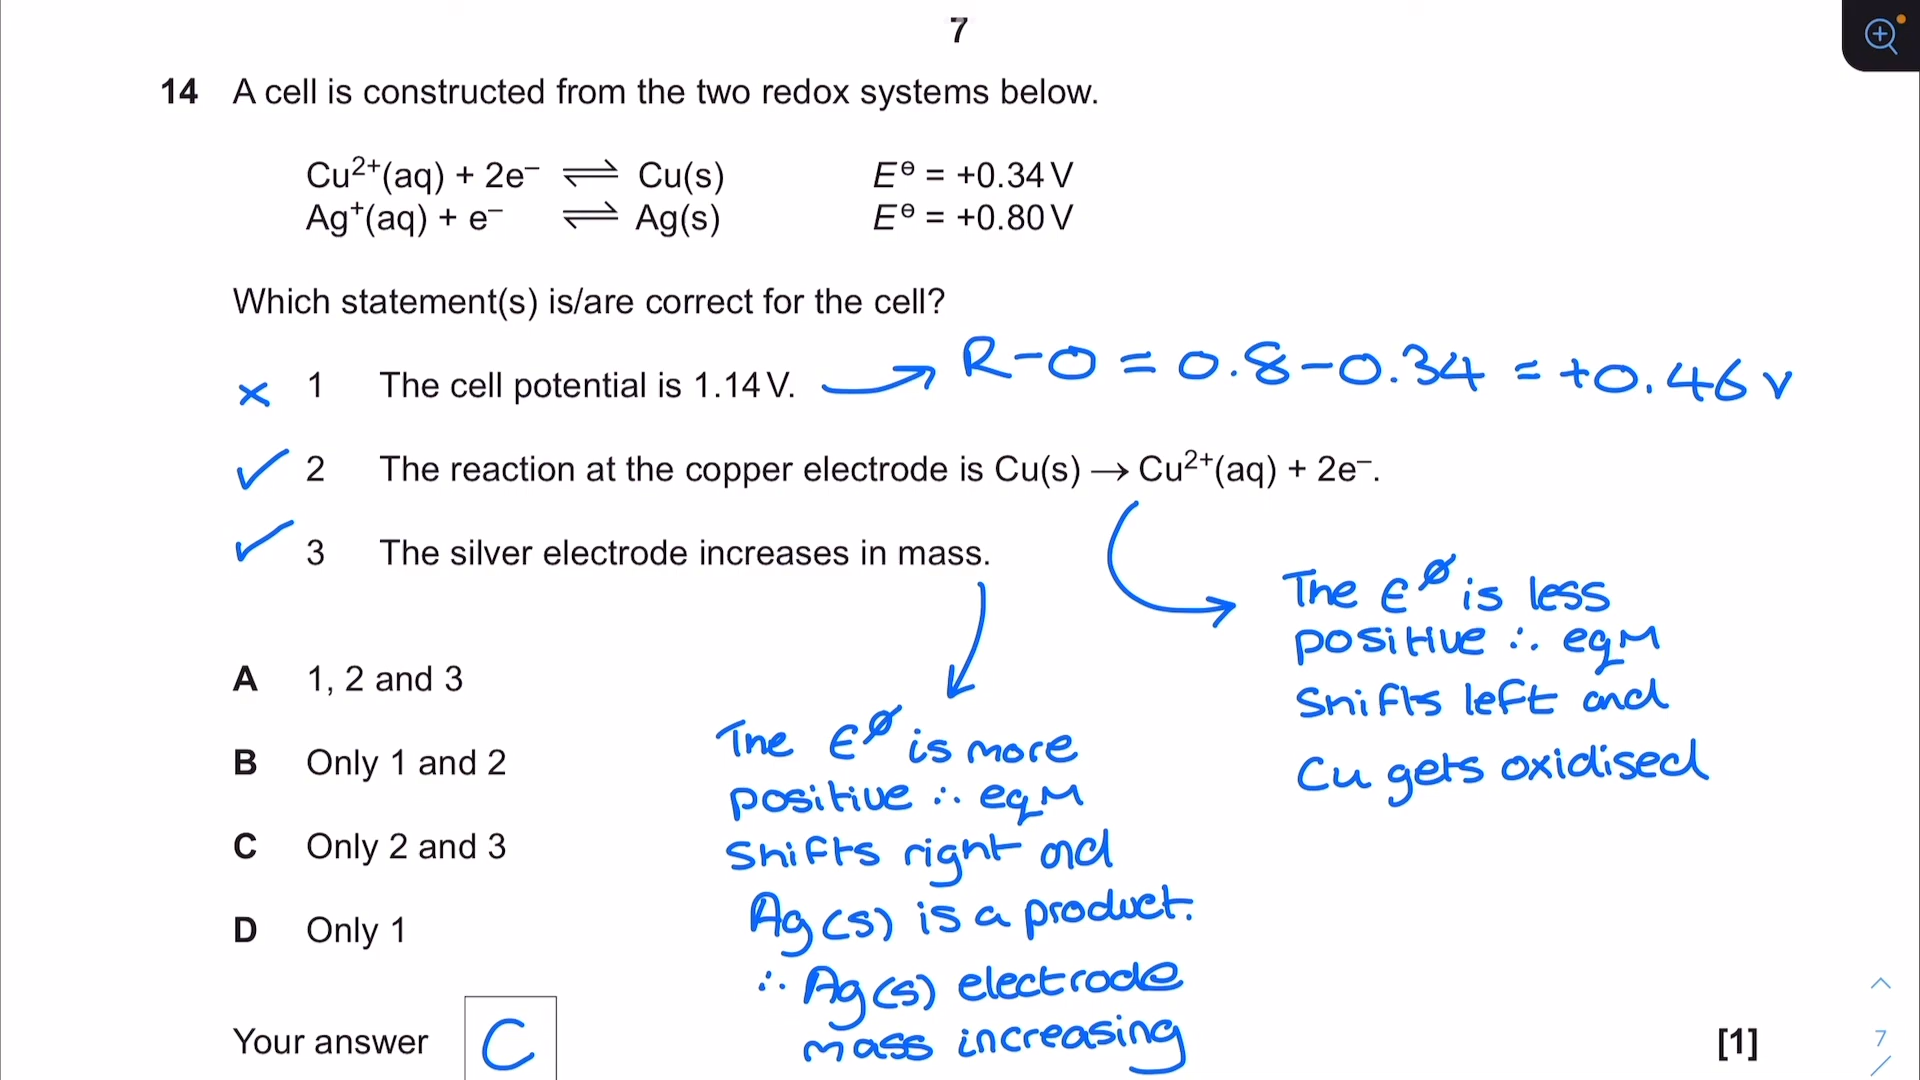 7
14 A cell is constructed from the two redox systems below.
Cu²⁺(aq) + 2e⁻ ⇌ Cu(s) E⦵ = +0.34 V
Ag⁺(aq) + e⁻ ⇌ Ag(s) E⦵ = +0.80 V
Which statement(s) is/are correct for the cell?
✗ 1 The cell potential is 1.14 V. → R-O = 0.8-0.34 = +0.46 V
✓ 2 The reaction at the copper electrode is Cu(s) → Cu²⁺(aq) + 2e⁻.
✓ 3 The silver electrode increases in mass.
The E⦵ is less
positive ∴ eqm
shifts left and
Cu gets oxidised
The E⦵ is more
positive ∴ eqm
shifts right and
Ag(s) is a product.
∴ Ag(s) electrode
mass increasing
A 1, 2 and 3
B Only 1 and 2
C Only 2 and 3
D Only 1
Your answer C
[1]
7